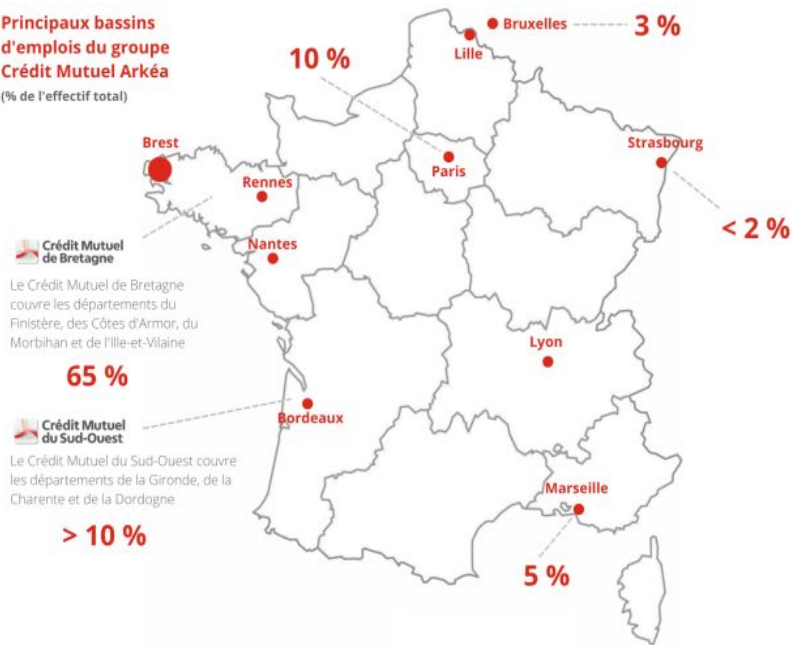 Principaux bassins
d'emplois du groupe
Crédit Mutuel Arkéa
(% de l'effectif total)
Bruxelles
3 %
Lille
10 %
Brest
Strasbourg
Paris
Rennes
< 2 %
Nantes
Crédit Mutuel
de Bretagne
Le Crédit Mutuel de Bretagne
couvre les départements du
Finistère, des Côtes d'Armor, du
Morbihan et de l'Ille-et-Vilaine
65 %
Lyon
Bordeaux
Crédit Mutuel
du Sud-Ouest
Le Crédit Mutuel du Sud-Ouest couvre
les départements de la Gironde, de la
Charente et de la Dordogne
> 10 %
Marseille
5 %